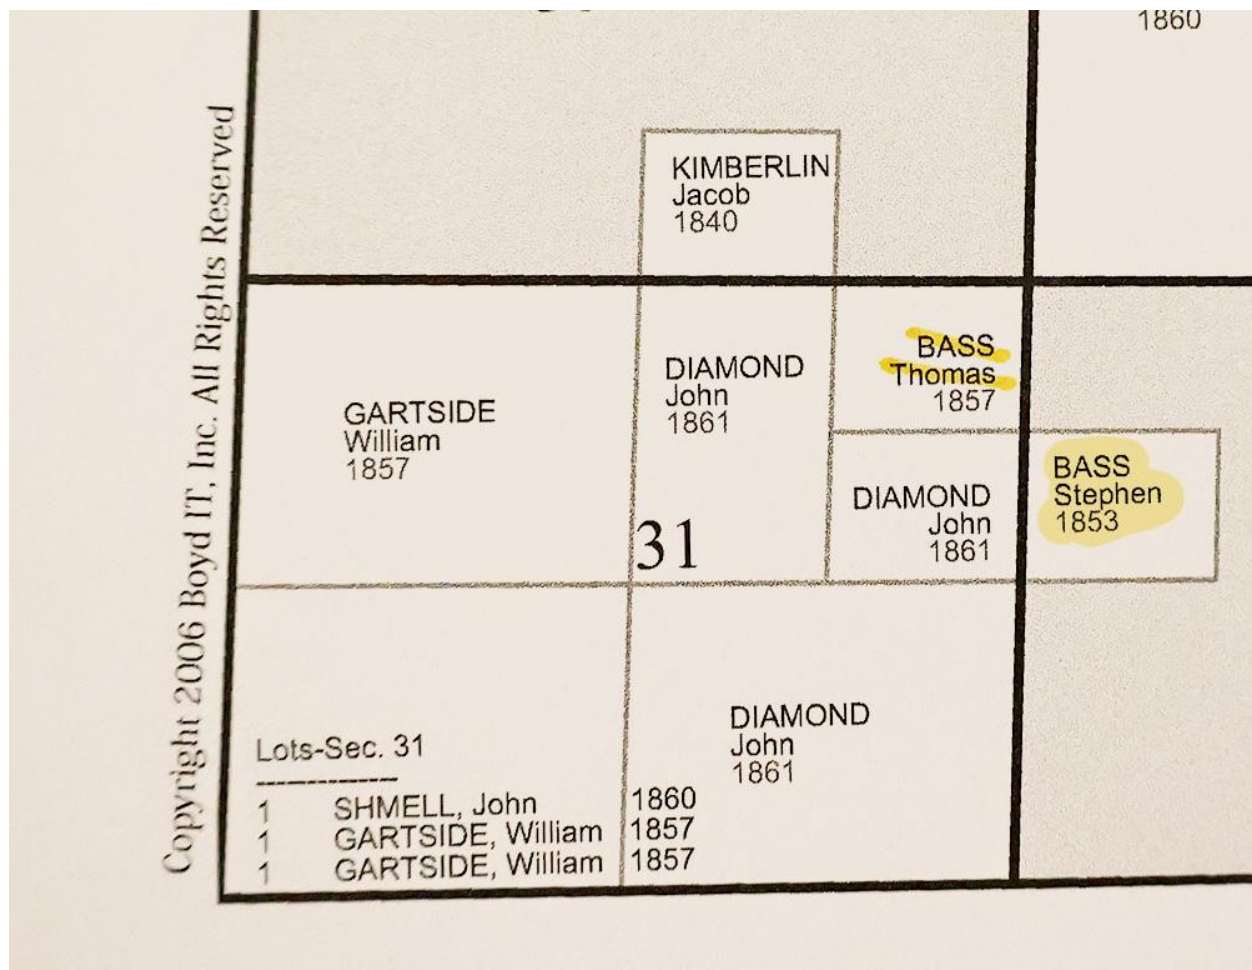 1860
KIMBERLIN
Jacob
1840
GARTSIDE
William
1857
DIAMOND
John
1861
BASS
Thomas
1857
DIAMOND
John
1861
BASS
Stephen
1853
31
DIAMOND
John
1861
Lots-Sec. 31
--------------
1 SHMELL, John 1860
1 GARTSIDE, William 1857
1 GARTSIDE, William 1857
Copyright 2006 Boyd IT, Inc. All Rights Reserved